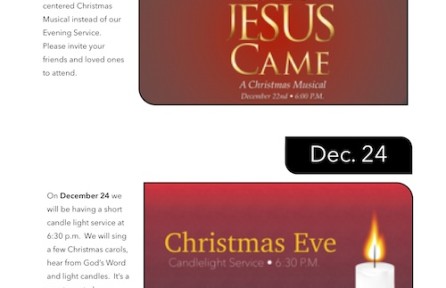 centered Christmas
Musical instead of our
Evening Service.
Please invite your
friends and loved ones
to attend.
JESUS
CAME
A Christmas Musical
December 22nd • 6:00 P.M.
Dec. 24
On December 24 we
will be having a short
candle light service at
6:30 p.m. We will sing
a few Christmas carols,
hear from God's Word
and light candles. It's a
Christmas Eve
Candlelight Service • 6:30 P.M.